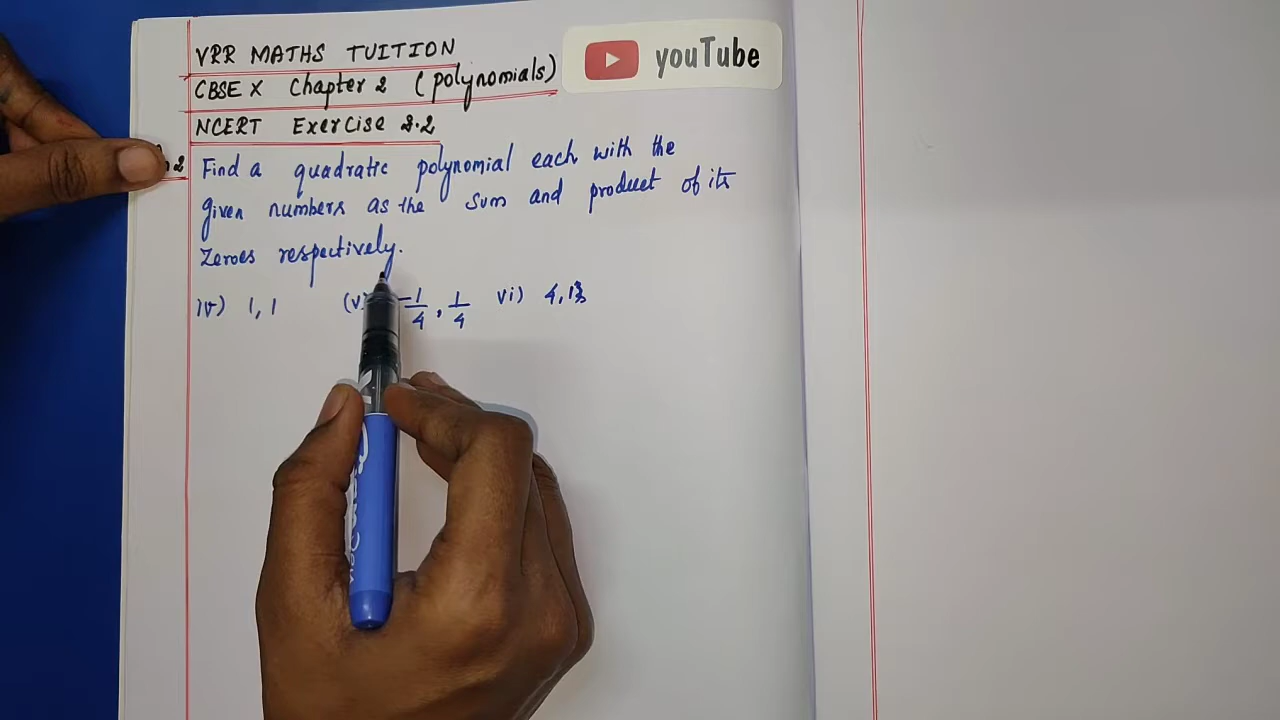 VRR MATHS TUITION
youTube
CBSE X Chapter 2 (polynomials)
NCERT Exercise 2.2
2 Find a quadratic polynomial each with the
given numbers as the sum and product of its
zeroes respectively.
iv) 1, 1 (v) -1/4, 1/4 vi) 4, 1